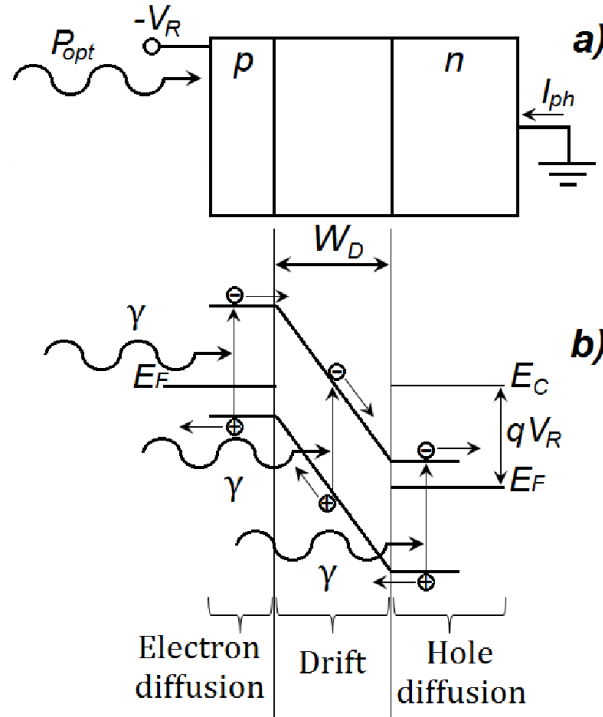 -V_R
P_opt
a)
p
n
I_ph
W_D
−
γ
b)
E_F
−
E_C
+
−
qV_R
γ
E_F
+
γ
+
Electron
diffusion
Drift
Hole
diffusion